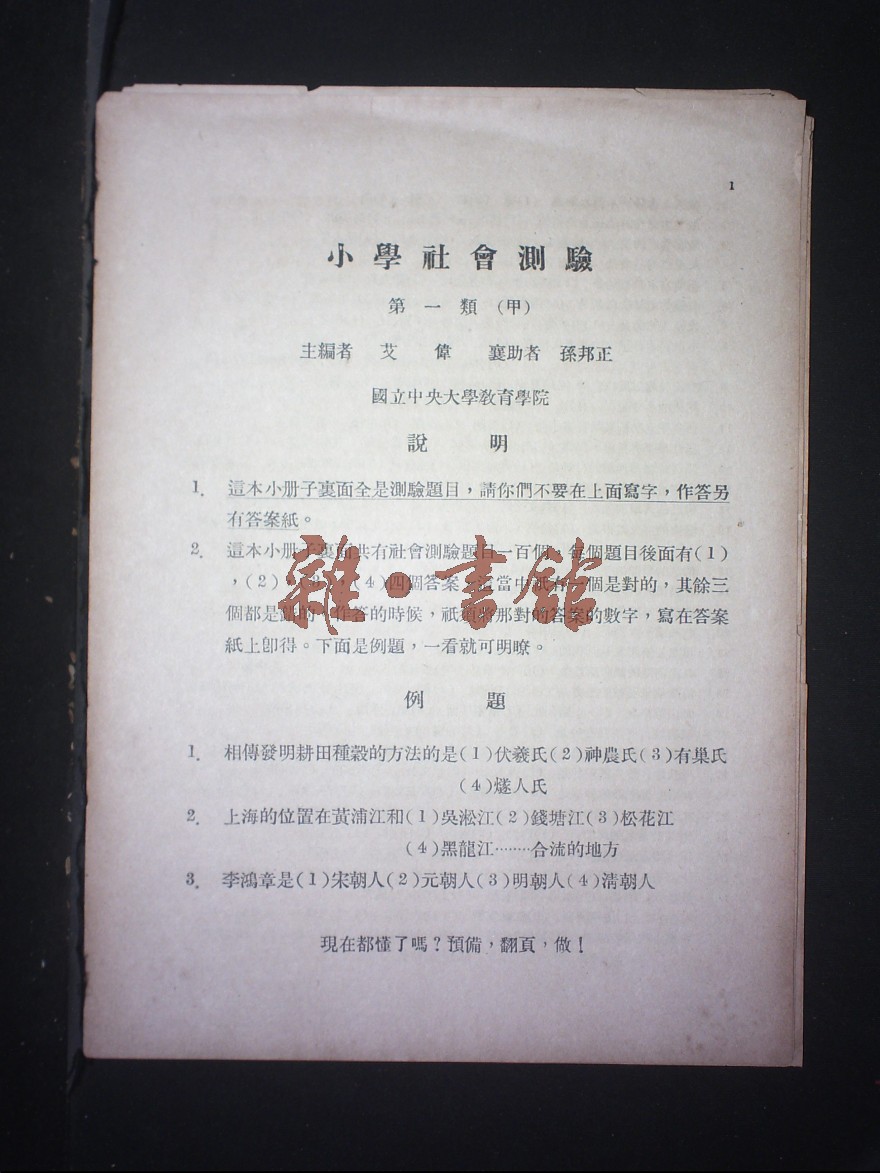 1
小學社會測驗
第一類 (甲)
主編者 艾偉 襄助者 孫邦正
國立中央大學教育學院
說明
1. 這本小册子裏面全是測驗題目，請你們不要在上面寫字，作答另
有答案紙。
2. 這本小册子裏面共有社會測驗題目一百個，每個題目後面有(1)
，(2)，(3)，(4)四個答案，這當中祇有一個是對的，其餘三
個都是錯的，作答的時候，祇須將那對的答案的數字，寫在答案
紙上卽得。下面是例題，一看就可明瞭。
雜·書館
例題
1. 相傳發明耕田種穀的方法的是(1)伏羲氏(2)神農氏(3)有巢氏
(4)燧人氏
2. 上海的位置在黃浦江和(1)吳淞江(2)錢塘江(3)松花江
(4)黑龍江………合流的地方
3. 李鴻章是(1)宋朝人(2)元朝人(3)明朝人(4)淸朝人
現在都懂了嗎？預備，翻頁，做！